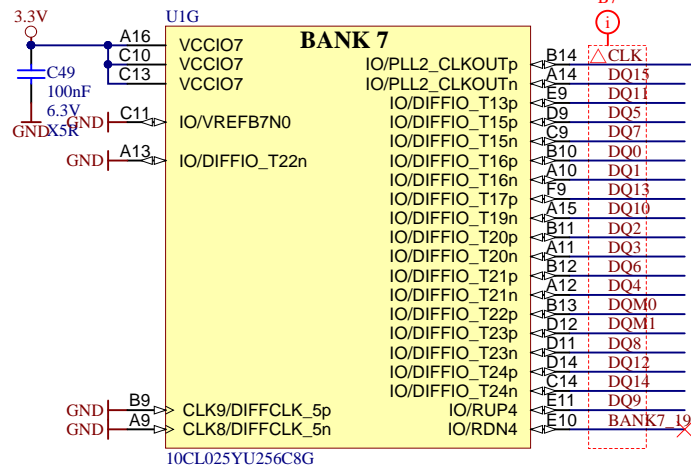 B7
3.3V
U1G
BANK 7
i
A16 VCCIO7
C10 VCCIO7
C13 VCCIO7
C49
100nF
6.3V
X5R
GND
GND C11 IO/VREFB7N0
GND A13 IO/DIFFIO_T22n
IO/PLL2_CLKOUTp B14 CLK
IO/PLL2_CLKOUTn A14 DQ15
IO/DIFFIO_T13p E9 DQ11
IO/DIFFIO_T15p D9 DQ5
IO/DIFFIO_T15n C9 DQ7
IO/DIFFIO_T16p B10 DQ0
IO/DIFFIO_T16n A10 DQ1
IO/DIFFIO_T17p F9 DQ13
IO/DIFFIO_T19n A15 DQ10
IO/DIFFIO_T20p B11 DQ2
IO/DIFFIO_T20n A11 DQ3
IO/DIFFIO_T21p B12 DQ6
IO/DIFFIO_T21n A12 DQ4
IO/DIFFIO_T22p B13 DQM0
IO/DIFFIO_T23p D12 DQM1
IO/DIFFIO_T23n D11 DQ8
IO/DIFFIO_T24p D14 DQ12
IO/DIFFIO_T24n C14 DQ14
GND B9 CLK9/DIFFCLK_5p IO/RUP4 E11 DQ9
GND A9 CLK8/DIFFCLK_5n IO/RDN4 E10 BANK7_19
10CL025YU256C8G